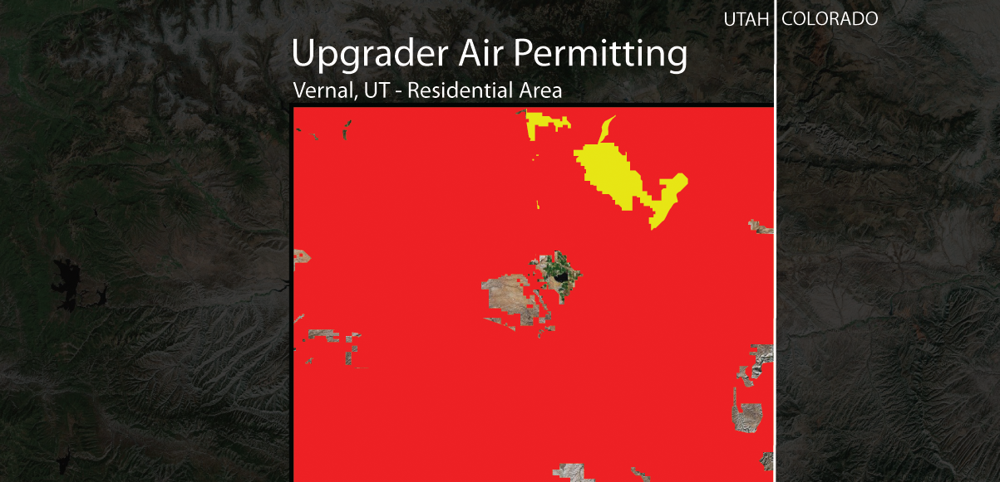 UTAH COLORADO
Upgrader Air Permitting
Vernal, UT - Residential Area